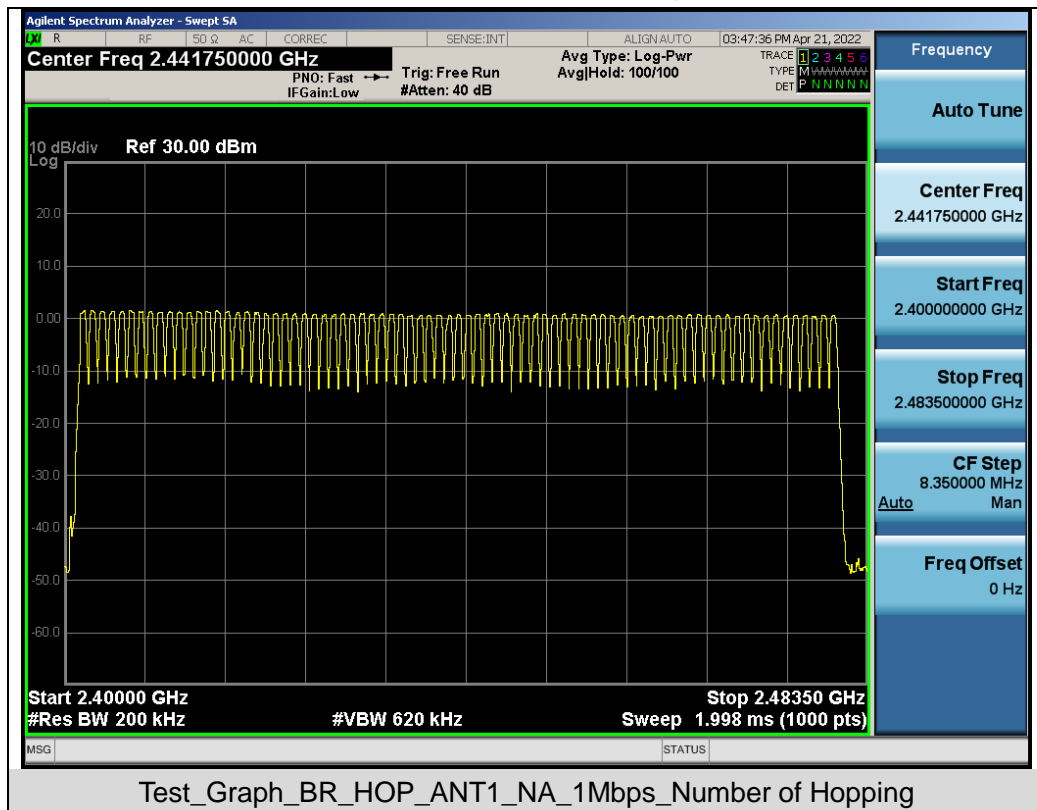 Agilent Spectrum Analyzer - Swept SA
LXI R RF 50 Ω AC CORREC SENSE:INT ALIGN AUTO 03:47:36 PM Apr 21, 2022
Center Freq 2.441750000 GHz
PNO: Fast
IFGain:Low
Trig: Free Run
#Atten: 40 dB
Avg Type: Log-Pwr
Avg|Hold: 100/100
TRACE 1 2 3 4 5 6
TYPE M
DET P N N N N N
10 dB/div Ref 30.00 dBm
Log
20.0
10.0
0.00
-10.0
-20.0
-30.0
-40.0
-50.0
-60.0
Start 2.40000 GHz Stop 2.48350 GHz
#Res BW 200 kHz #VBW 620 kHz Sweep 1.998 ms (1000 pts)
MSG STATUS
Frequency
Auto Tune
Center Freq
2.441750000 GHz
Start Freq
2.400000000 GHz
Stop Freq
2.483500000 GHz
CF Step
8.350000 MHz
Auto Man
Freq Offset
0 Hz
Test_Graph_BR_HOP_ANT1_NA_1Mbps_Number of Hopping